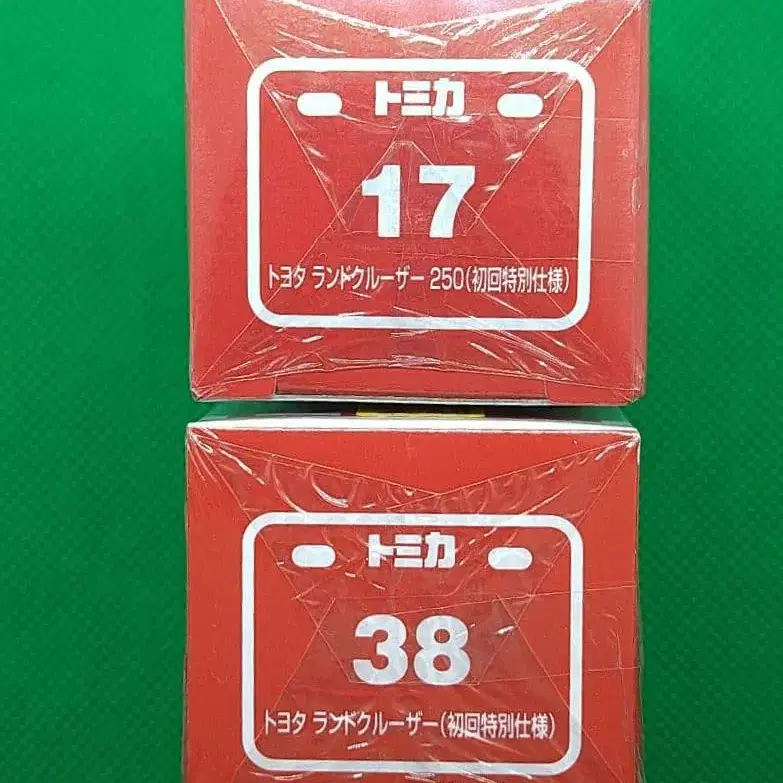 トミカ
17
トヨタ ランドクルーザー 250(初回特別仕様)
トミカ
38
トヨタ ランドクルーザー(初回特別仕様)